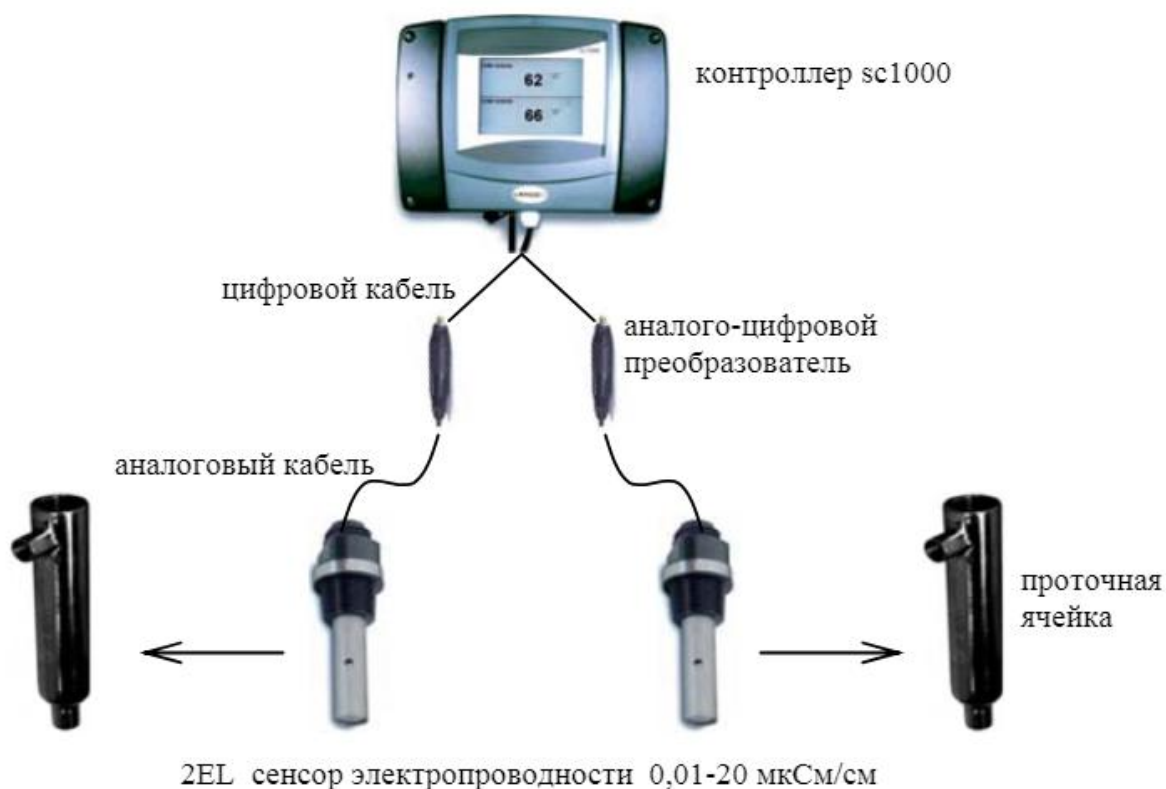 контроллер sc1000
62
66
цифровой кабель
аналого-цифровой
преобразователь
аналоговый кабель
проточная
ячейка
2EL сенсор электропроводности 0,01-20 мкСм/см